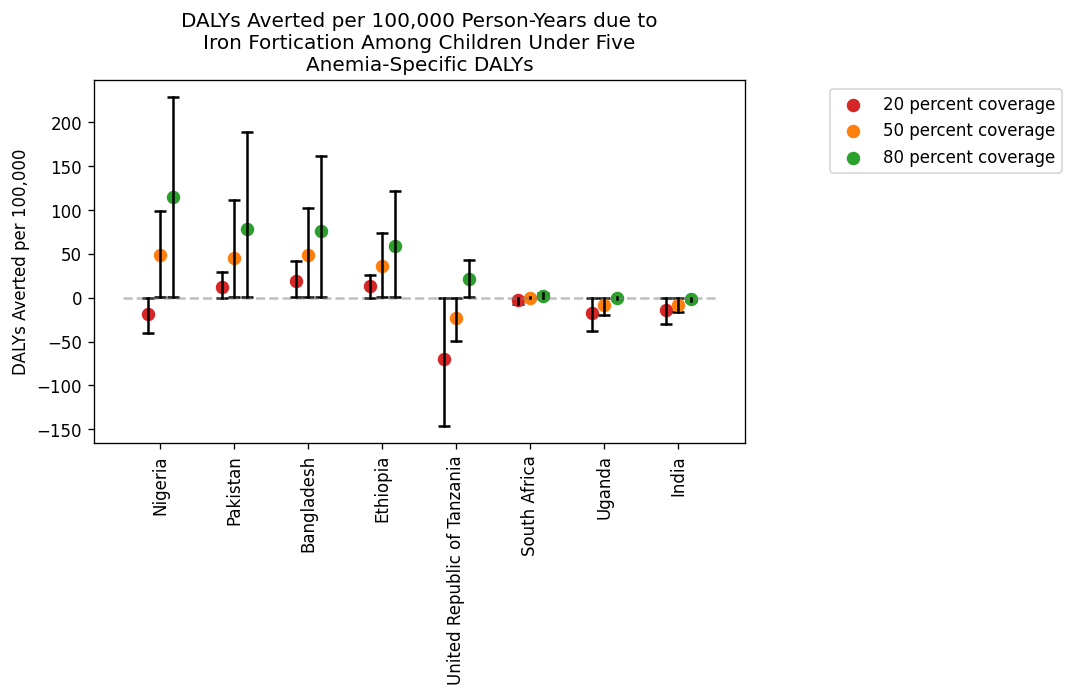 DALYs Averted per 100,000 Person-Years due to
Iron Fortication Among Children Under Five
Anemia-Specific DALYs
20 percent coverage
50 percent coverage
80 percent coverage
DALYs Averted per 100,000
200
150
100
50
0
−50
−100
−150
Nigeria
Pakistan
Bangladesh
Ethiopia
United Republic of Tanzania
South Africa
Uganda
India